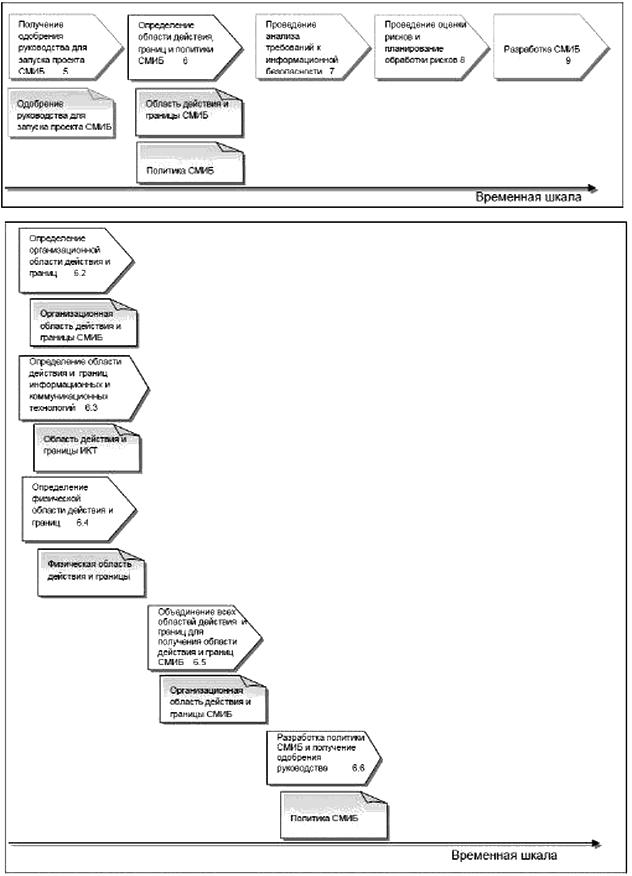 Получение
одобрения
руководства для
запуска проекта
СМИБ 5
Определение
области действия,
границ и политики
СМИБ 6
Проведение
анализа
требований к
информационной
безопасности 7
Проведение оценки
рисков и
планирование
обработки рисков 8
Разработка СМИБ
9
Одобрение
руководства для
запуска проекта СМИБ
Область действия и
границы СМИБ
Политика СМИБ
Временная шкала
Определение
организационной
области действия и
границ 6.2
Организационная
область действия и
границы СМИБ
Определение области
действия и границ
информационных и
коммуникационных
технологий 6.3
Область действия и
границы ИКТ
Определение
физической
области действия и
границ 6.4
Физическая область
действия и границы
Объединение всех
областей действия и
границ для
получения области
действия и границ
СМИБ 6.5
Организационная
область действия и
границы СМИБ
Разработка политики
СМИБ и получение
одобрения
руководства 6.6
Политика СМИБ
Временная шкала